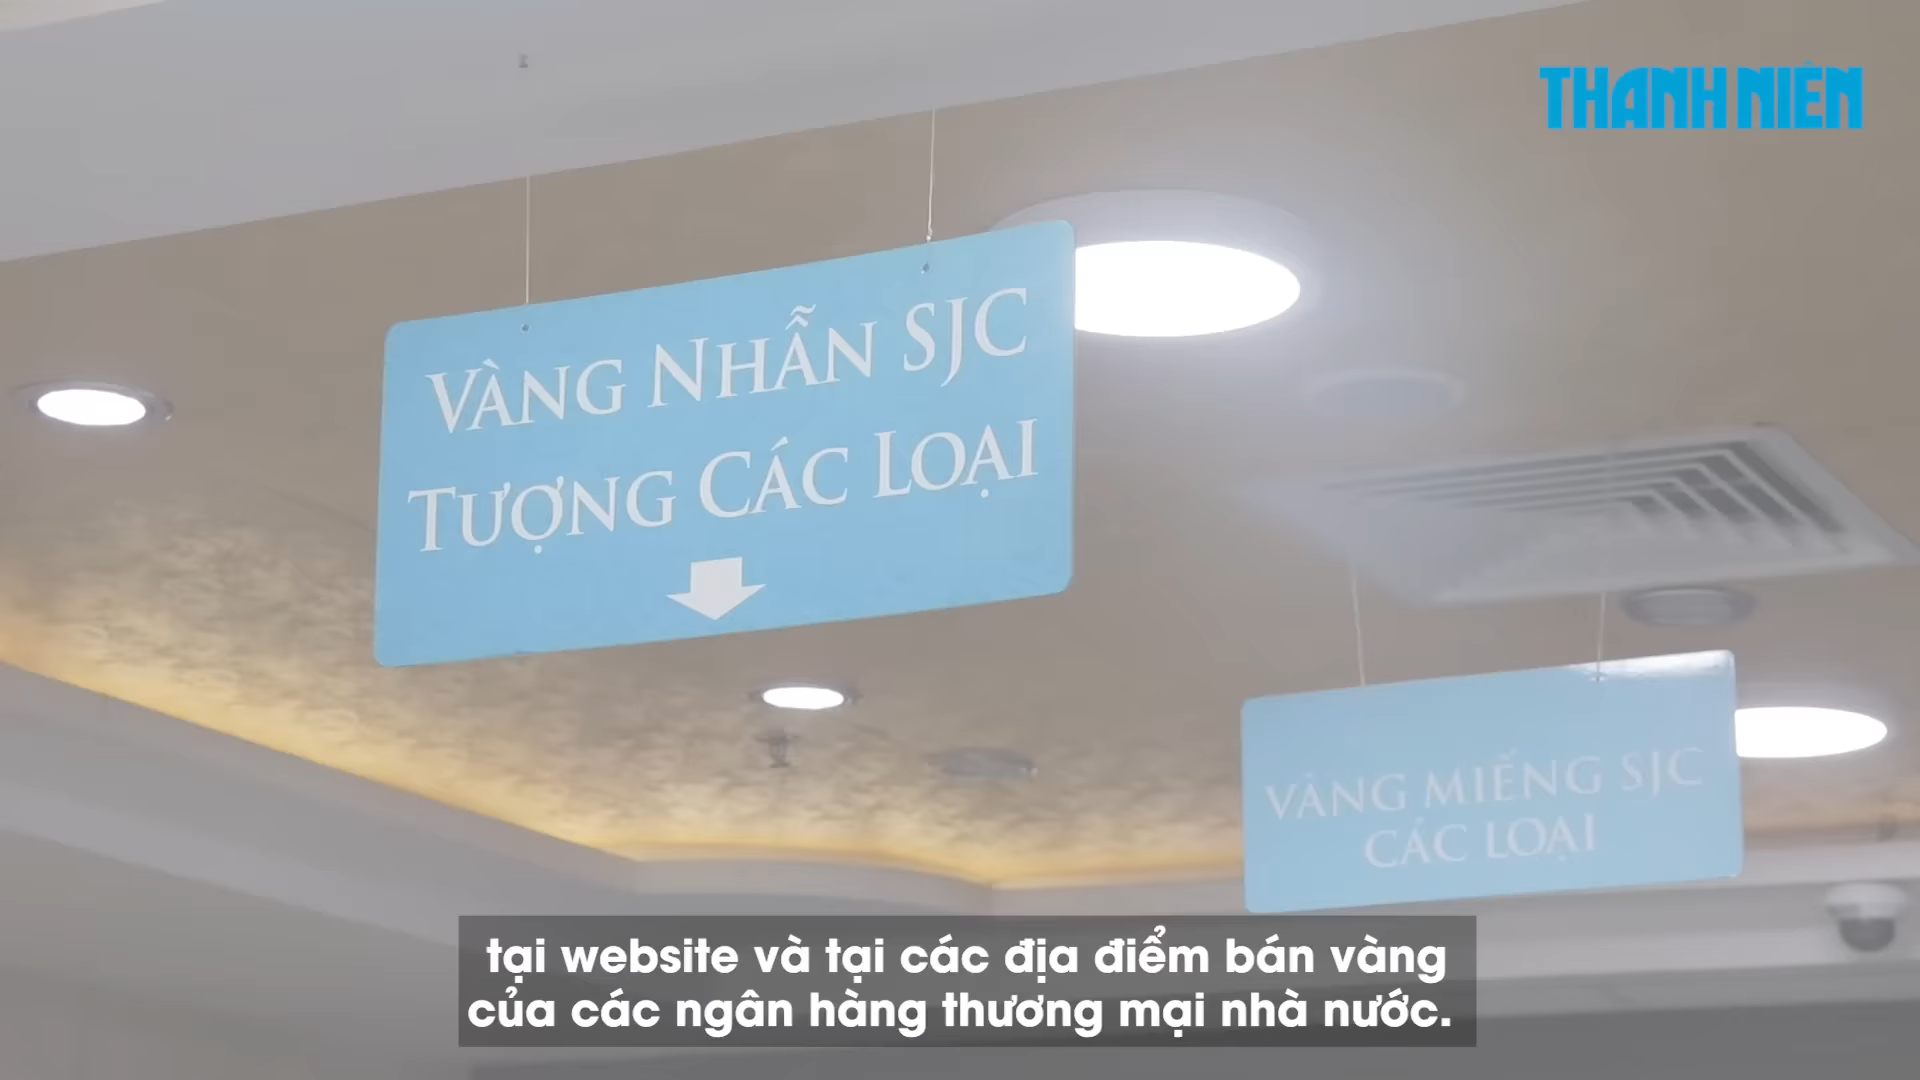 THANH NIÊN
VÀNG NHẪN SJC
TƯỢNG CÁC LOẠI
VÀNG MIẾNG SJC
CÁC LOẠI
tại website và tại các địa điểm bán vàng
của các ngân hàng thương mại nhà nước.